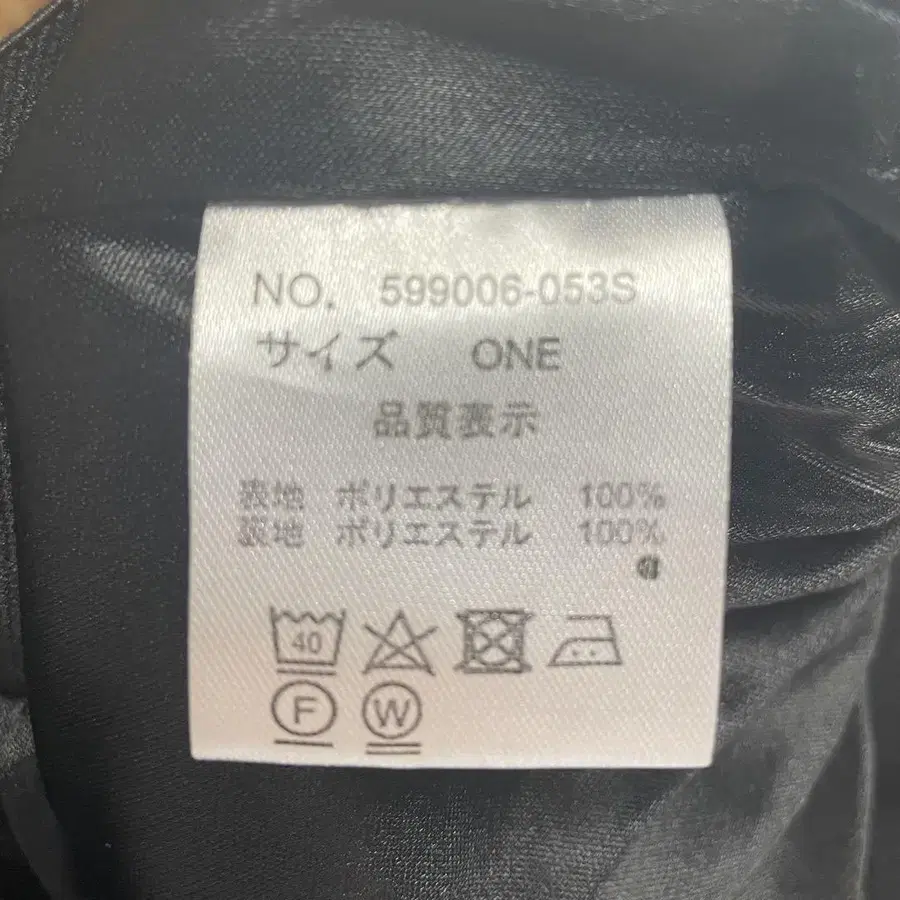 NO. 599006-053S
サイズ ONE
品質表示
表地 ポリエステル 100%
裏地 ポリエステル 100%
40
F W